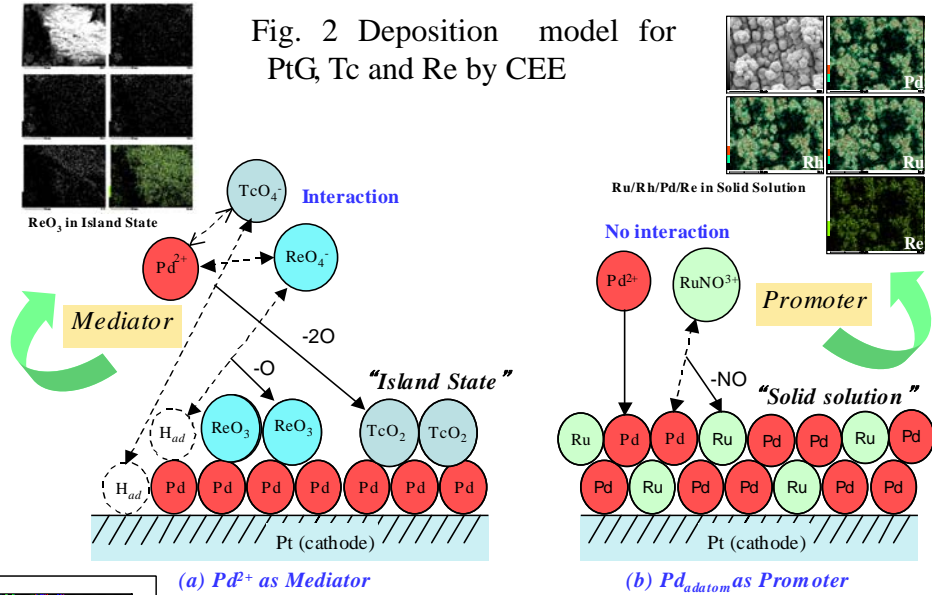 Fig. 2 Deposition model for
PtG, Tc and Re by CEE
Pd
Rh
Ru
Re
ReO3 in Island State
Ru/Rh/Pd/Re in Solid Solution
TcO4-
Interaction
Pd2+
ReO4-
Mediator
-2O
-O
"Island State"
Had
ReO3
ReO3
TcO2
TcO2
Had
Pd
Pd
Pd
Pd
Pd
Pd
Pd
Pt (cathode)
(a) Pd2+ as Mediator
No interaction
Pd2+
RuNO3+
Promoter
-NO
"Solid solution"
Ru
Pd
Pd
Ru
Pd
Pd
Ru
Pd
Pd
Ru
Pd
Pd
Ru
Pd
Pd
Pt (cathode)
(b) Pdadatom as Promoter